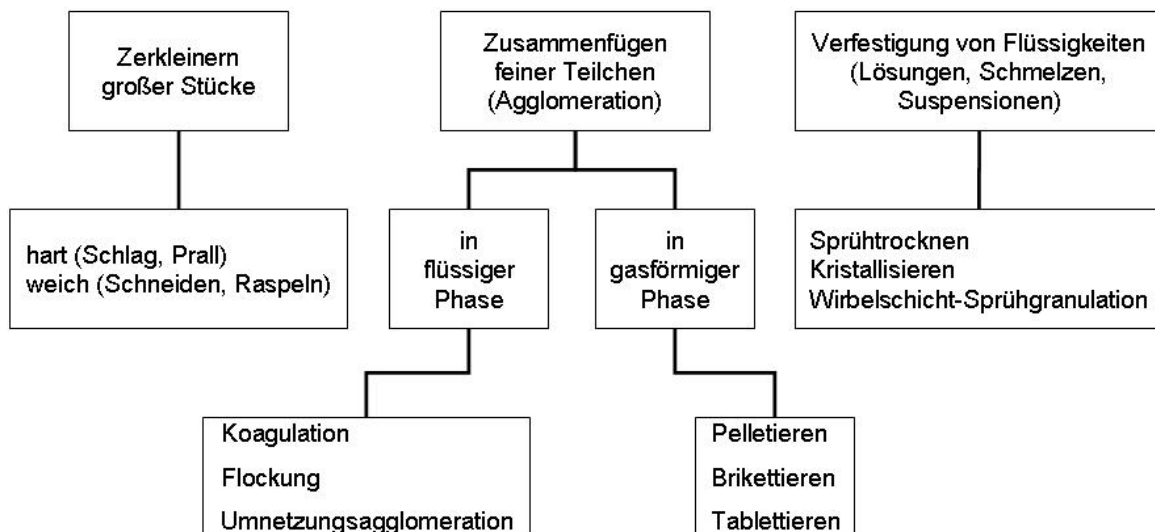 Zerkleinern
großer Stücke
Zusammenfügen
feiner Teilchen
(Agglomeration)
Verfestigung von Flüssigkeiten
(Lösungen, Schmelzen,
Suspensionen)
hart (Schlag, Prall)
weich (Schneiden, Raspeln)
in
flüssiger
Phase
in
gasförmiger
Phase
Sprühtrocknen
Kristallisieren
Wirbelschicht-Sprühgranulation
Koagulation
Flockung
Umnetzungsagglomeration
Pelletieren
Brikettieren
Tablettieren